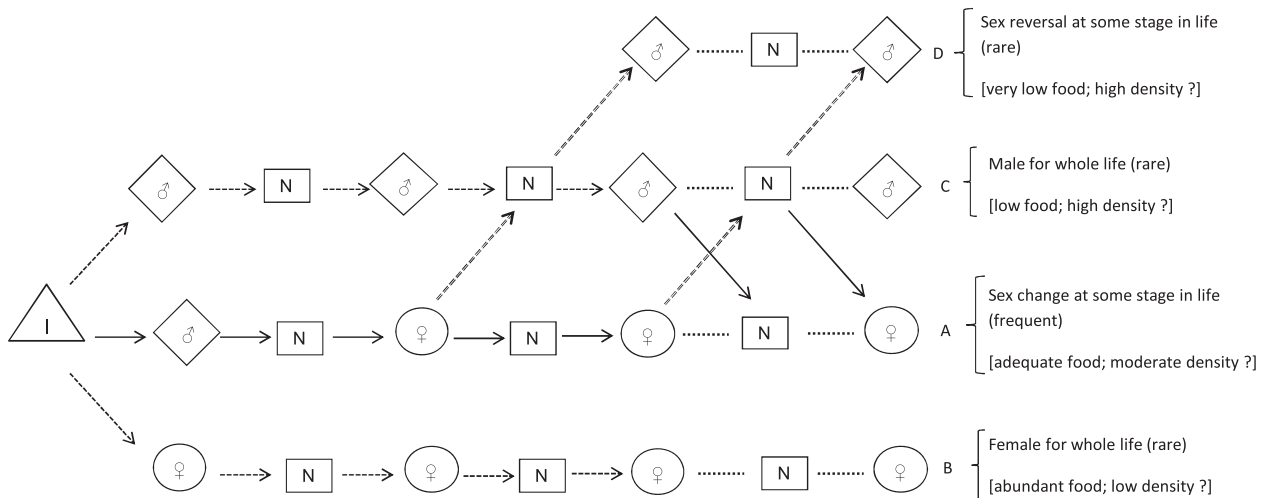 ♂ N ♂ D Sex reversal at some stage in life
(rare)
[very low food; high density ?]
♂ N ♂ N ♂ N ♂ C Male for whole life (rare)
[low food; high density ?]
I ♂ N ♀ N ♀ N ♀ A Sex change at some stage in life
(frequent)
[adequate food; moderate density ?]
♀ N ♀ N ♀ N ♀ B Female for whole life (rare)
[abundant food; low density ?]